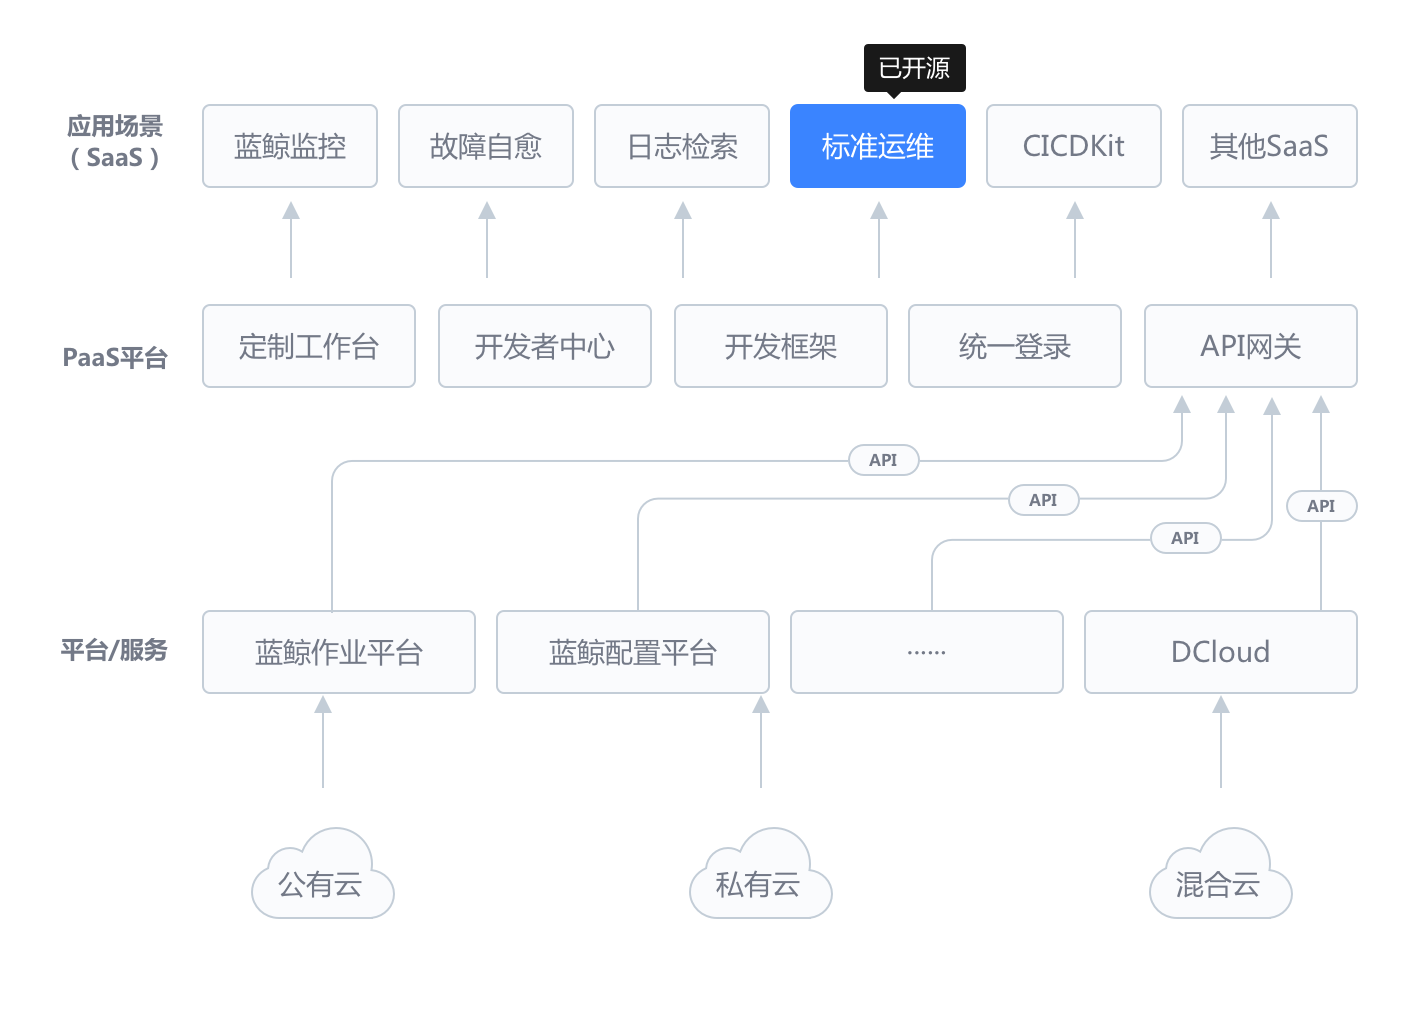 已开源
应用场景
（SaaS）
蓝鲸监控
故障自愈
日志检索
标准运维
CICDKit
其他SaaS
PaaS平台
定制工作台
开发者中心
开发框架
统一登录
API网关
API
API
API
API
平台/服务
蓝鲸作业平台
蓝鲸配置平台
······
DCloud
公有云
私有云
混合云